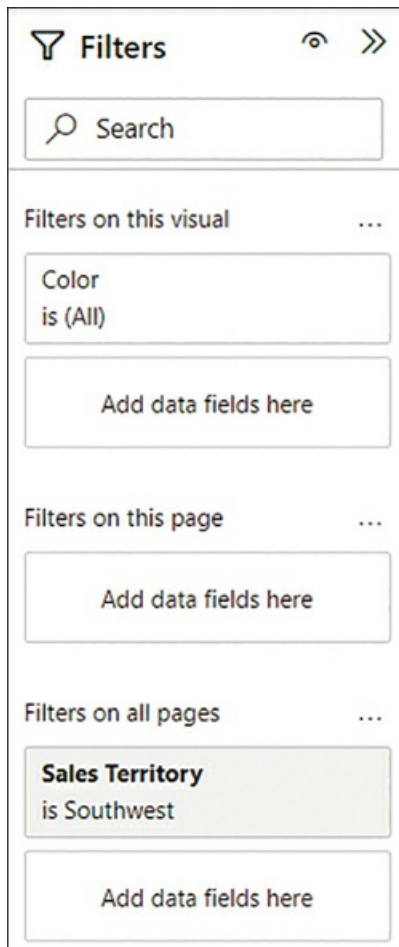 Filters
Search
Filters on this visual ...
Color
is (All)
Add data fields here
Filters on this page ...
Add data fields here
Filters on all pages ...
Sales Territory
is Southwest
Add data fields here